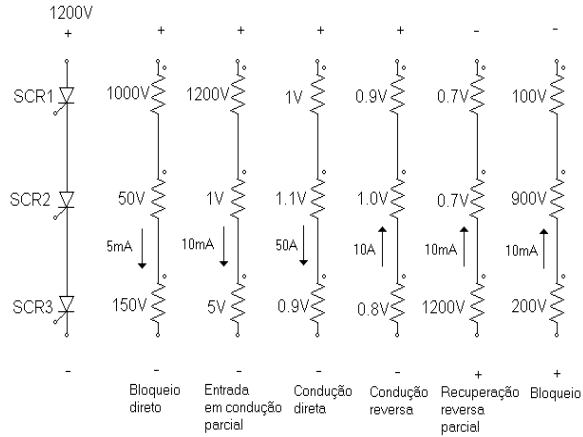 1200V
+ + + + + - -
SCR1 1000V 1200V 1V 0.9V 0.7V 100V
SCR2 50V 1V 1.1V 1.0V 0.7V 900V
5mA 10mA 50A 10A 10mA 10mA
SCR3 150V 5V 0.9V 0.8V 1200V 200V
- - - - - + +
Bloqueio
direto
Entrada
em condução
parcial
Condução
direta
Condução
reversa
Recuperação
reversa
parcial
Bloqueio